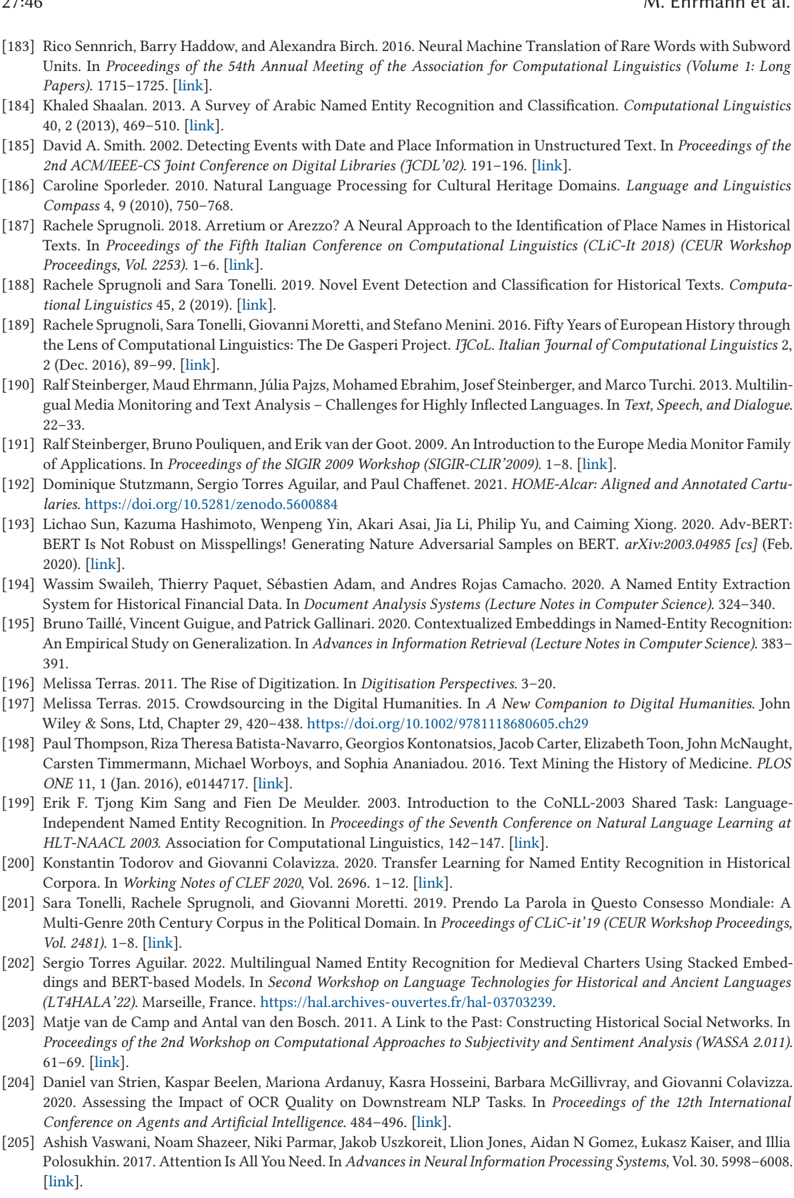 27:46 M. Ehrmann et al.
[183] Rico Sennrich, Barry Haddow, and Alexandra Birch. 2016. Neural Machine Translation of Rare Words with Subword
Units. In Proceedings of the 54th Annual Meeting of the Association for Computational Linguistics (Volume 1: Long
Papers). 1715–1725. [link].
[184] Khaled Shaalan. 2013. A Survey of Arabic Named Entity Recognition and Classification. Computational Linguistics
40, 2 (2013), 469–510. [link].
[185] David A. Smith. 2002. Detecting Events with Date and Place Information in Unstructured Text. In Proceedings of the
2nd ACM/IEEE-CS Joint Conference on Digital Libraries (JCDL’02). 191–196. [link].
[186] Caroline Sporleder. 2010. Natural Language Processing for Cultural Heritage Domains. Language and Linguistics
Compass 4, 9 (2010), 750–768.
[187] Rachele Sprugnoli. 2018. Arretium or Arezzo? A Neural Approach to the Identification of Place Names in Historical
Texts. In Proceedings of the Fifth Italian Conference on Computational Linguistics (CLiC-It 2018) (CEUR Workshop
Proceedings, Vol. 2253). 1–6. [link].
[188] Rachele Sprugnoli and Sara Tonelli. 2019. Novel Event Detection and Classification for Historical Texts. Computa-
tional Linguistics 45, 2 (2019). [link].
[189] Rachele Sprugnoli, Sara Tonelli, Giovanni Moretti, and Stefano Menini. 2016. Fifty Years of European History through
the Lens of Computational Linguistics: The De Gasperi Project. IJCoL. Italian Journal of Computational Linguistics 2,
2 (Dec. 2016), 89–99. [link].
[190] Ralf Steinberger, Maud Ehrmann, Júlia Pajzs, Mohamed Ebrahim, Josef Steinberger, and Marco Turchi. 2013. Multilin-
gual Media Monitoring and Text Analysis – Challenges for Highly Inflected Languages. In Text, Speech, and Dialogue.
22–33.
[191] Ralf Steinberger, Bruno Pouliquen, and Erik van der Goot. 2009. An Introduction to the Europe Media Monitor Family
of Applications. In Proceedings of the SIGIR 2009 Workshop (SIGIR-CLIR’2009). 1–8. [link].
[192] Dominique Stutzmann, Sergio Torres Aguilar, and Paul Chaffenet. 2021. HOME-Alcar: Aligned and Annotated Cartu-
laries. https://doi.org/10.5281/zenodo.5600884
[193] Lichao Sun, Kazuma Hashimoto, Wenpeng Yin, Akari Asai, Jia Li, Philip Yu, and Caiming Xiong. 2020. Adv-BERT:
BERT Is Not Robust on Misspellings! Generating Nature Adversarial Samples on BERT. arXiv:2003.04985 [cs] (Feb.
2020). [link].
[194] Wassim Swaileh, Thierry Paquet, Sébastien Adam, and Andres Rojas Camacho. 2020. A Named Entity Extraction
System for Historical Financial Data. In Document Analysis Systems (Lecture Notes in Computer Science). 324–340.
[195] Bruno Taillé, Vincent Guigue, and Patrick Gallinari. 2020. Contextualized Embeddings in Named-Entity Recognition:
An Empirical Study on Generalization. In Advances in Information Retrieval (Lecture Notes in Computer Science). 383–
391.
[196] Melissa Terras. 2011. The Rise of Digitization. In Digitisation Perspectives. 3–20.
[197] Melissa Terras. 2015. Crowdsourcing in the Digital Humanities. In A New Companion to Digital Humanities. John
Wiley & Sons, Ltd, Chapter 29, 420–438. https://doi.org/10.1002/9781118680605.ch29
[198] Paul Thompson, Riza Theresa Batista-Navarro, Georgios Kontonatsios, Jacob Carter, Elizabeth Toon, John McNaught,
Carsten Timmermann, Michael Worboys, and Sophia Ananiadou. 2016. Text Mining the History of Medicine. PLOS
ONE 11, 1 (Jan. 2016), e0144717. [link].
[199] Erik F. Tjong Kim Sang and Fien De Meulder. 2003. Introduction to the CoNLL-2003 Shared Task: Language-
Independent Named Entity Recognition. In Proceedings of the Seventh Conference on Natural Language Learning at
HLT-NAACL 2003. Association for Computational Linguistics, 142–147. [link].
[200] Konstantin Todorov and Giovanni Colavizza. 2020. Transfer Learning for Named Entity Recognition in Historical
Corpora. In Working Notes of CLEF 2020, Vol. 2696. 1–12. [link].
[201] Sara Tonelli, Rachele Sprugnoli, and Giovanni Moretti. 2019. Prendo La Parola in Questo Consesso Mondiale: A
Multi-Genre 20th Century Corpus in the Political Domain. In Proceedings of CLiC-it’19 (CEUR Workshop Proceedings,
Vol. 2481). 1–8. [link].
[202] Sergio Torres Aguilar. 2022. Multilingual Named Entity Recognition for Medieval Charters Using Stacked Embed-
dings and BERT-based Models. In Second Workshop on Language Technologies for Historical and Ancient Languages
(LT4HALA’22). Marseille, France. https://hal.archives-ouvertes.fr/hal-03703239.
[203] Matje van de Camp and Antal van den Bosch. 2011. A Link to the Past: Constructing Historical Social Networks. In
Proceedings of the 2nd Workshop on Computational Approaches to Subjectivity and Sentiment Analysis (WASSA 2.011).
61–69. [link].
[204] Daniel van Strien, Kaspar Beelen, Mariona Ardanuy, Kasra Hosseini, Barbara McGillivray, and Giovanni Colavizza.
2020. Assessing the Impact of OCR Quality on Downstream NLP Tasks. In Proceedings of the 12th International
Conference on Agents and Artificial Intelligence. 484–496. [link].
[205] Ashish Vaswani, Noam Shazeer, Niki Parmar, Jakob Uszkoreit, Llion Jones, Aidan N Gomez, Łukasz Kaiser, and Illia
Polosukhin. 2017. Attention Is All You Need. In Advances in Neural Information Processing Systems, Vol. 30. 5998–6008.
[link].